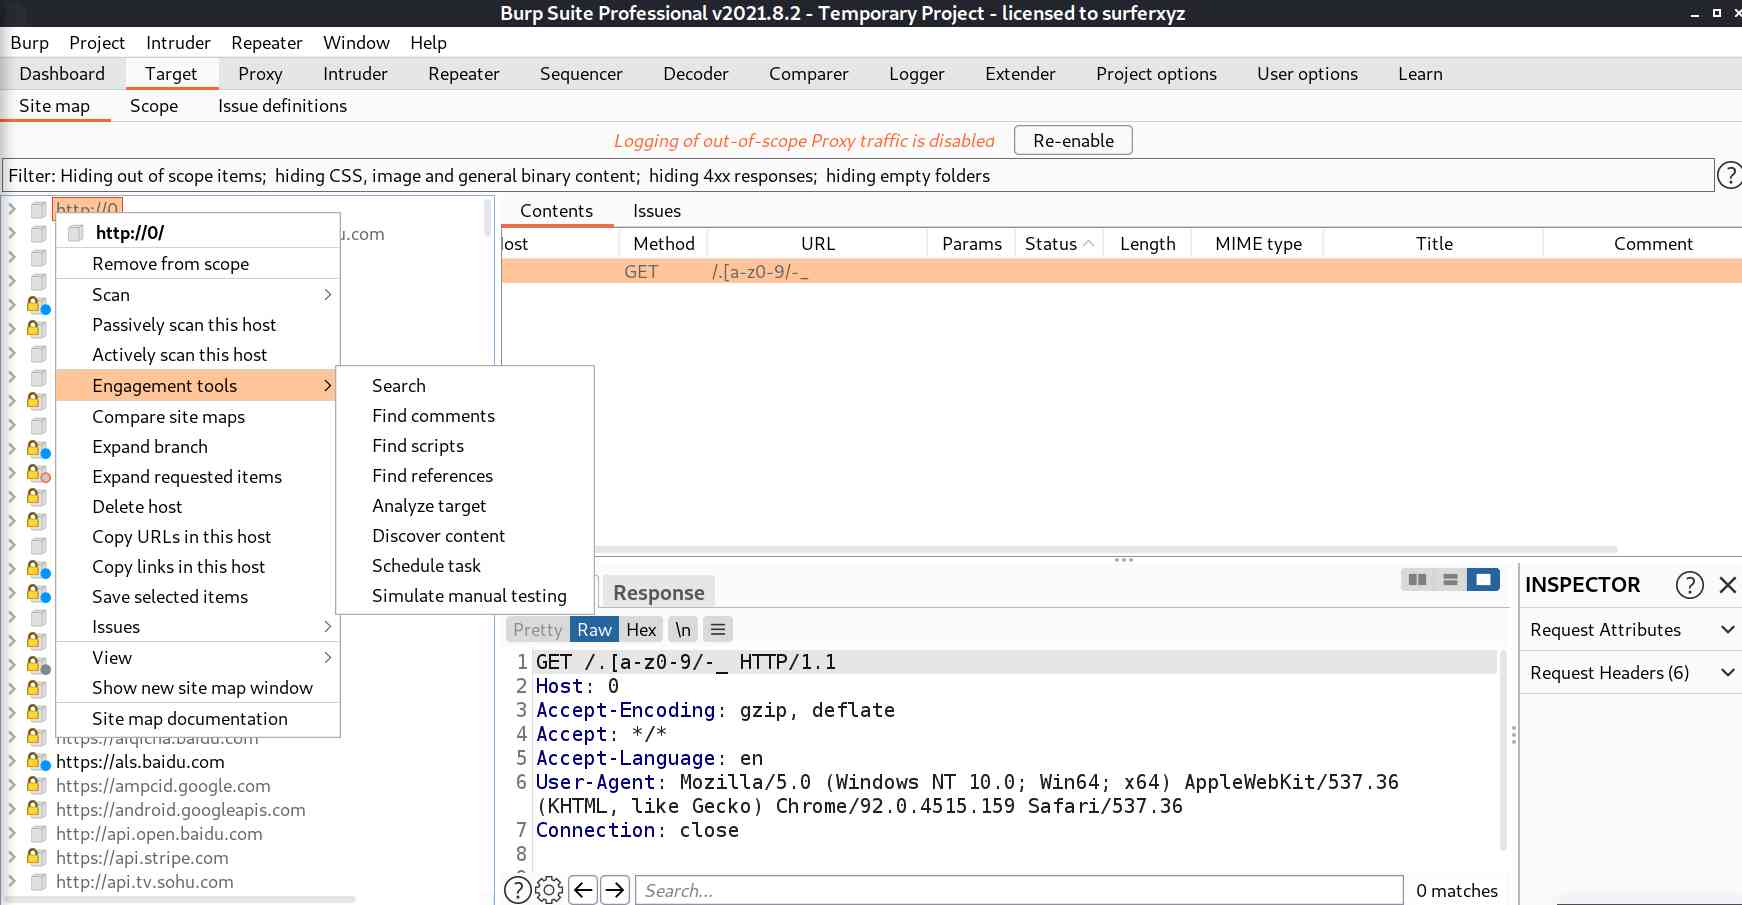 Burp Suite Professional v2021.8.2 - Temporary Project - licensed to surferxyz
Burp Project Intruder Repeater Window Help
Dashboard Target Proxy Intruder Repeater Sequencer Decoder Comparer Logger Extender Project options User options Learn
Site map Scope Issue definitions
Logging of out-of-scope Proxy traffic is disabled Re-enable
Filter: Hiding out of scope items; hiding CSS, image and general binary content; hiding 4xx responses; hiding empty folders ?
http://0
u.com
http://0/
Remove from scope
Scan
Passively scan this host
Actively scan this host
Engagement tools
Compare site maps
Expand branch
Expand requested items
Delete host
Copy URLs in this host
Copy links in this host
Save selected items
Issues
View
Show new site map window
Site map documentation
Search
Find comments
Find scripts
Find references
Analyze target
Discover content
Schedule task
Simulate manual testing
https://aiqicha.baidu.com
https://als.baidu.com
https://ampcid.google.com
https://android.googleapis.com
http://api.open.baidu.com
https://api.stripe.com
http://api.tv.sohu.com
Contents Issues
ost Method URL Params Status Length MIME type Title Comment
GET /.[a-z0-9/-_
Response
Pretty Raw Hex \n
1 GET /.[a-z0-9/-_ HTTP/1.1
2 Host: 0
3 Accept-Encoding: gzip, deflate
4 Accept: */*
5 Accept-Language: en
6 User-Agent: Mozilla/5.0 (Windows NT 10.0; Win64; x64) AppleWebKit/537.36
(KHTML, like Gecko) Chrome/92.0.4515.159 Safari/537.36
7 Connection: close
8
? Search... 0 matches
INSPECTOR ?
Request Attributes
Request Headers (6)